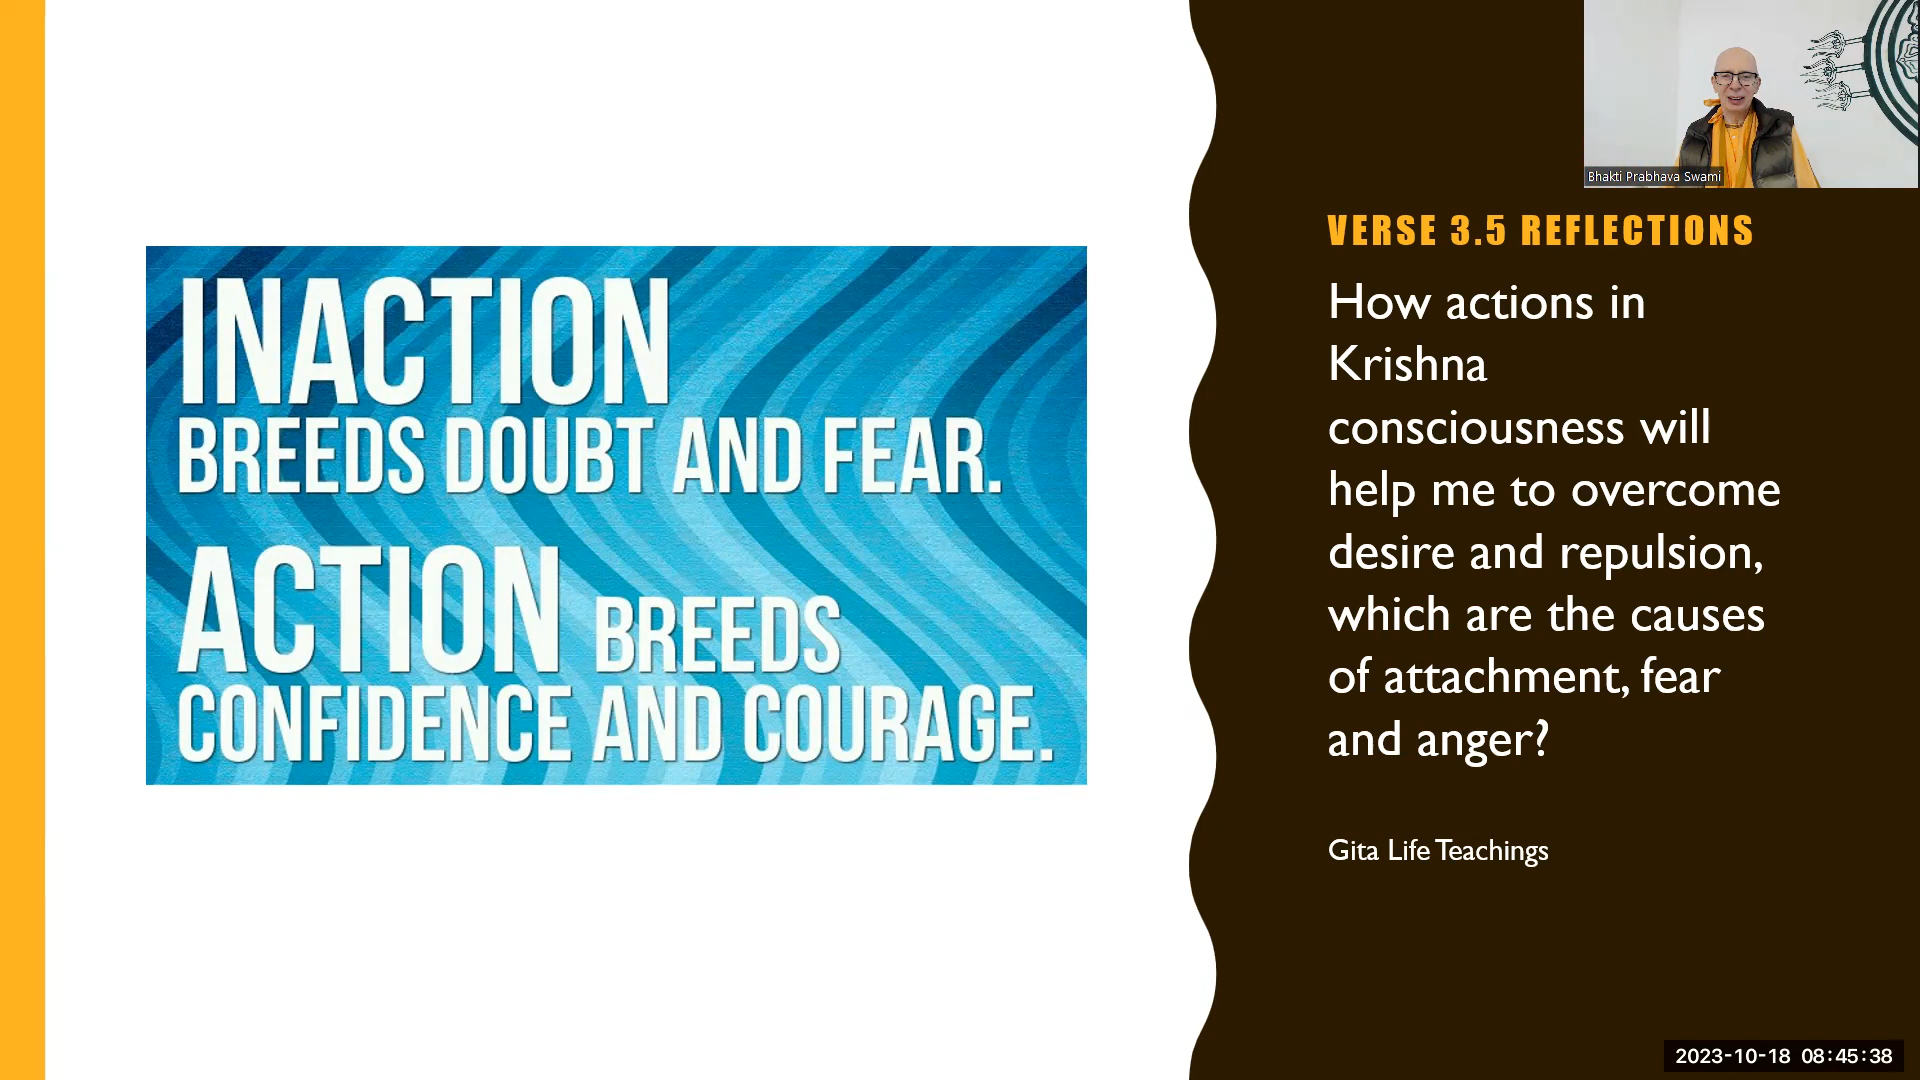 INACTION
BREEDS DOUBT AND FEAR.
ACTION BREEDS
CONFIDENCE AND COURAGE.
Bhakti Prabhava Swami
VERSE 3.5 REFLECTIONS
How actions in
Krishna
consciousness will
help me to overcome
desire and repulsion,
which are the causes
of attachment, fear
and anger?
Gita Life Teachings
2023-10-18 08:45:38